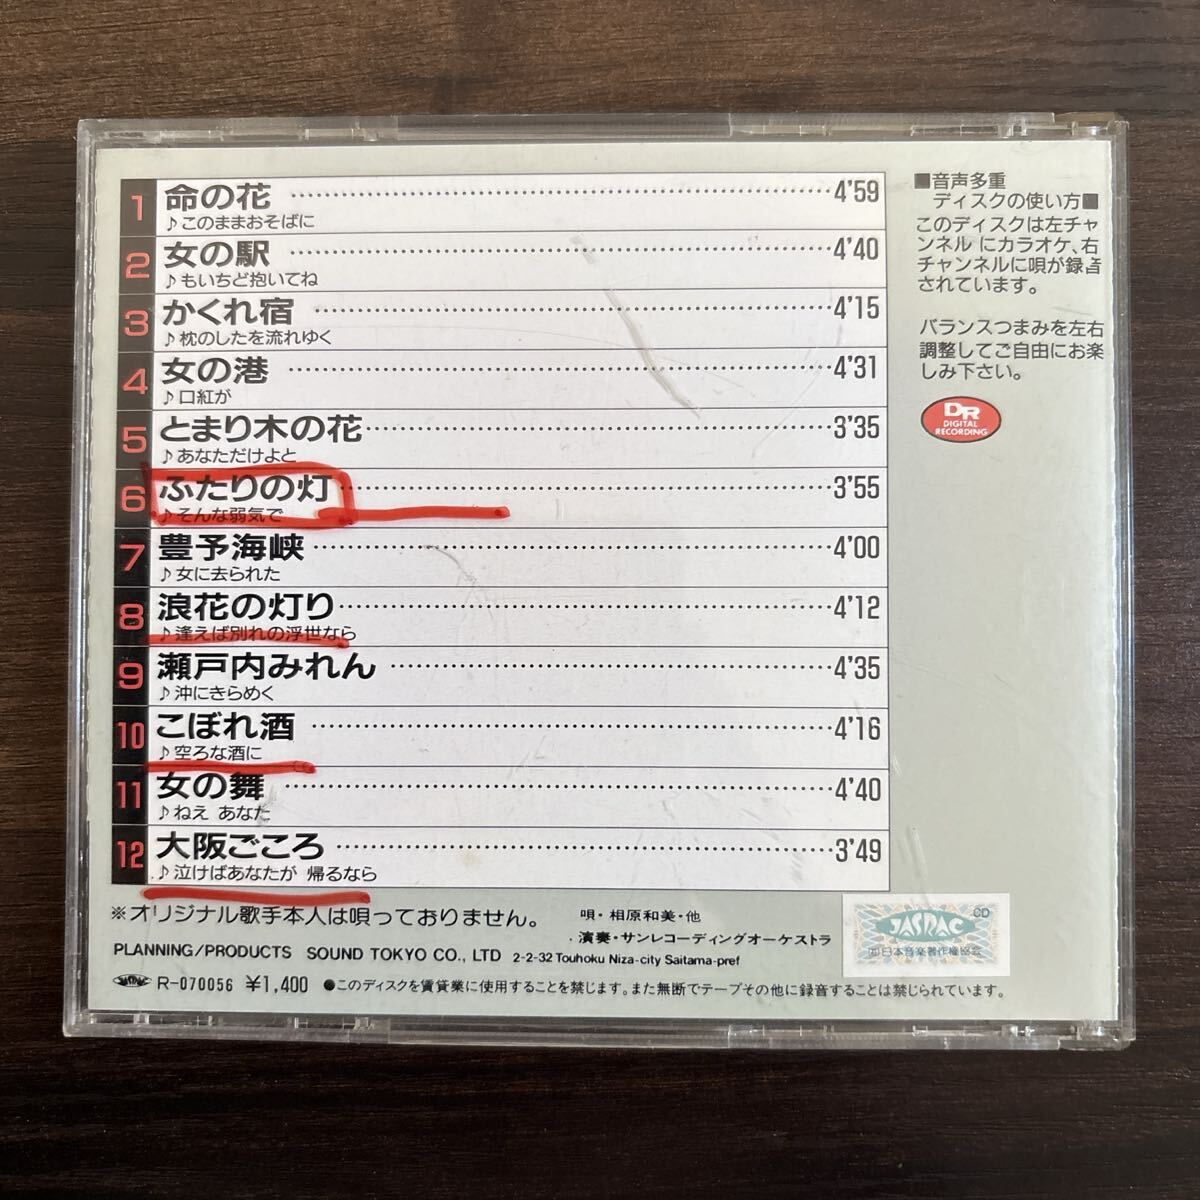 1 命の花 4'59
♪このままおそばに
2 女の駅 4'40
♪もいちど抱いてね
3 かくれ宿 4'15
♪枕のしたを流れゆく
4 女の港 4'31
♪口紅が
5 とまり木の花 3'35
♪あなただけよと
6 ふたりの灯 3'55
♪そんな弱気で
7 豊予海峡 4'00
♪女に去られた
8 浪花の灯り 4'12
♪逢えば別れの浮世なら
9 瀬戸内みれん 4'35
♪沖にきらめく
10 こぼれ酒 4'16
♪空ろな酒に
11 女の舞 4'40
♪ねえ あなた
12 大阪ごころ 3'49
♪泣けばあなたが 帰るなら
■音声多重
ディスクの使い方■
このディスクは左チャ
ンネル にカラオケ、右
チャンネルに唄が録音
されています。
バランスつまみを左右
調整してご自由にお楽
しみ下さい。
DR
DIGITAL
RECORDING
※オリジナル歌手本人は唄っておりません。
唄・相原和美・他
演奏・サンレコーディングオーケストラ
PLANNING/PRODUCTS SOUND TOKYO CO., LTD 2-2-32 Touhoku Niza-city Saitama-pref
R-070056 ¥1,400 ●このディスクを賃貸業に使用することを禁じます。また無断でテープその他に録音することは禁じられています。
CD
JASRAC
日本音楽著作権協会